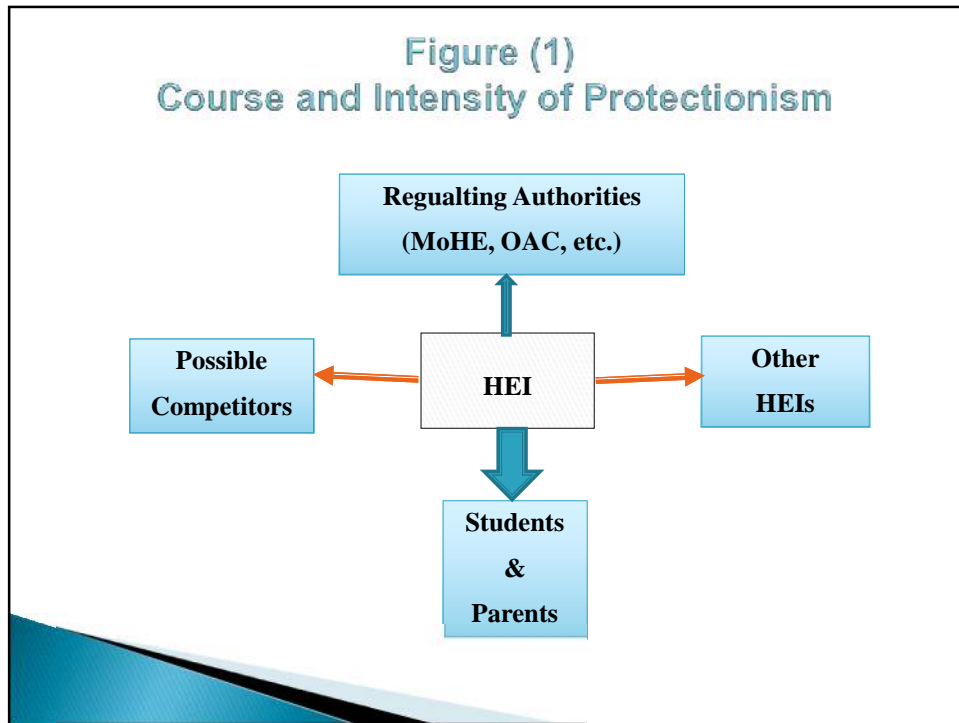 Figure (1)
Course and Intensity of Protectionism
Regualting Authorities
(MoHE, OAC, etc.)
Possible
Competitors
HEI
Other
HEIs
Students
&
Parents